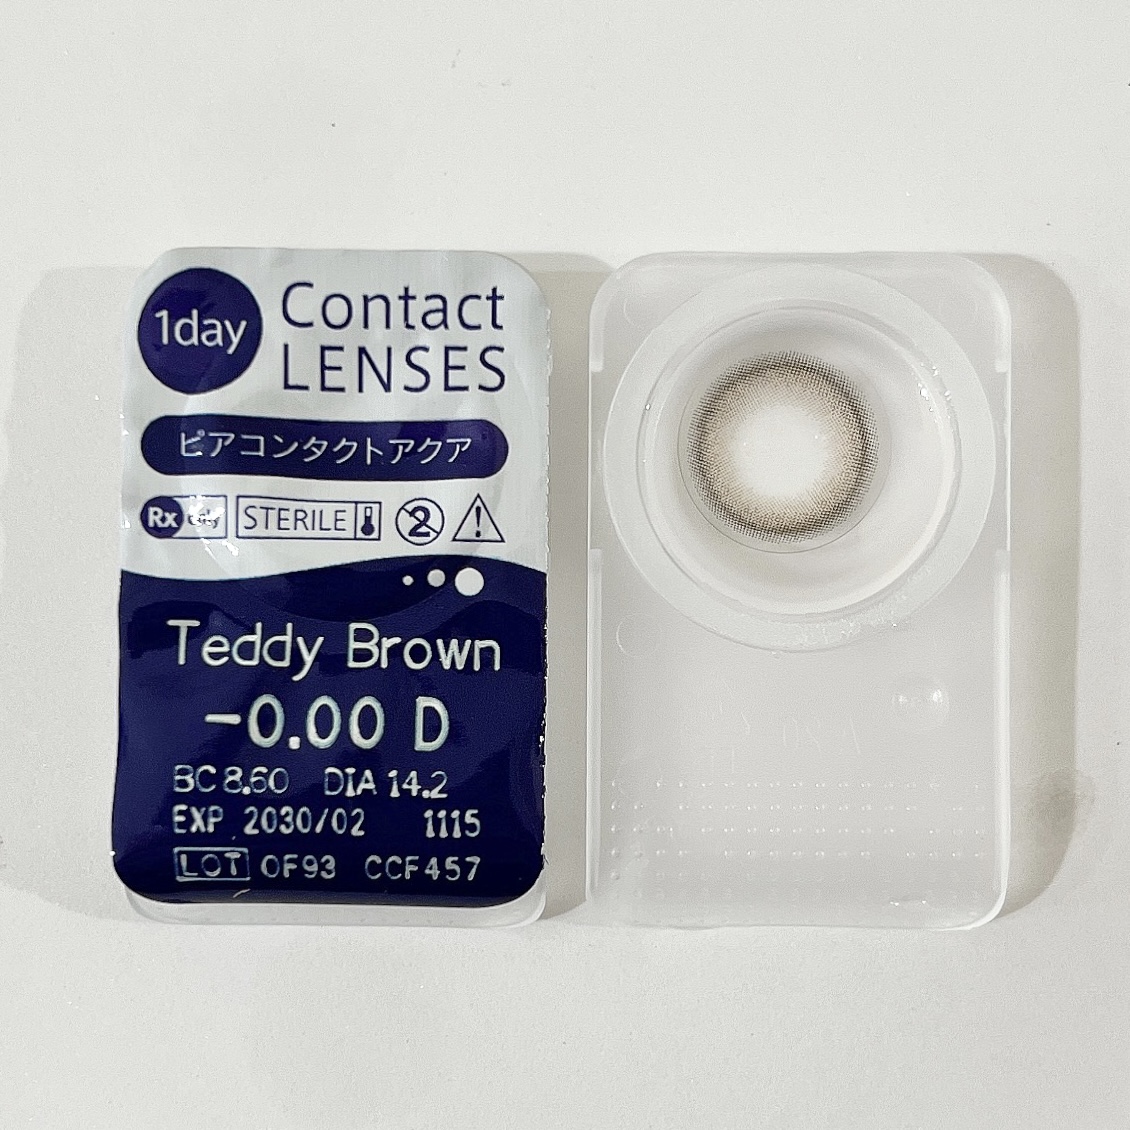 1day
Contact
LENSES
ピアコンタクトアクア
Rx only
STERILE
2
Teddy Brown
-0.00 D
BC 8.60 DIA 14.2
EXP 2030/02 1115
LOT OF93 CCF457